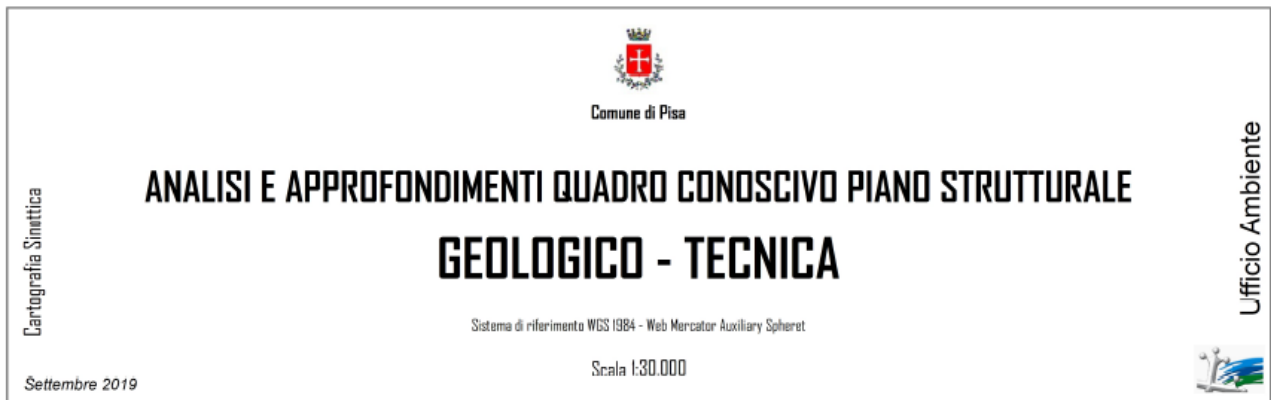 Comune di Pisa
ANALISI E APPROFONDIMENTI QUADRO CONOSCIVO PIANO STRUTTURALE
GEOLOGICO - TECNICA
Sistema di riferimento WGS 1984 - Web Mercator Auxiliary Spheret
Scala 1:30.000
Cartografia Sinottica
Settembre 2019
Ufficio Ambiente